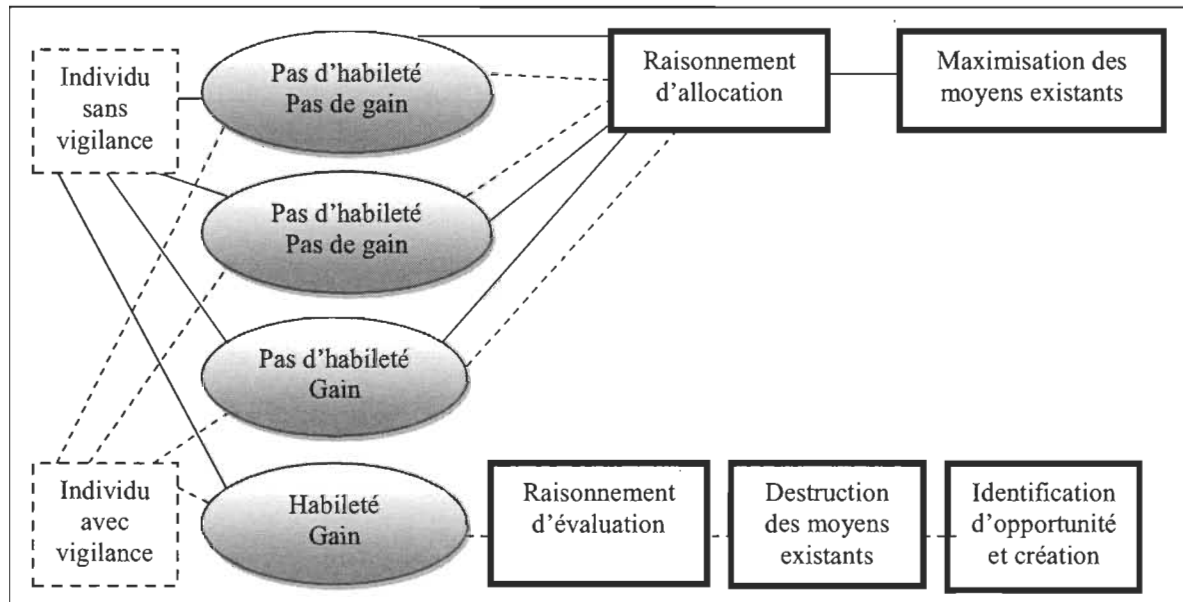 Individu
sans
vigilance
Pas d'habileté
Pas de gain
Raisonnement
d'allocation
Maximisation des
moyens existants
Pas d'habileté
Pas de gain
Pas d'habileté
Gain
Individu
avec
vigilance
Habileté
Gain
Raisonnement
d'évaluation
Destruction
des moyens
existants
Identification
d'opportunité
et création